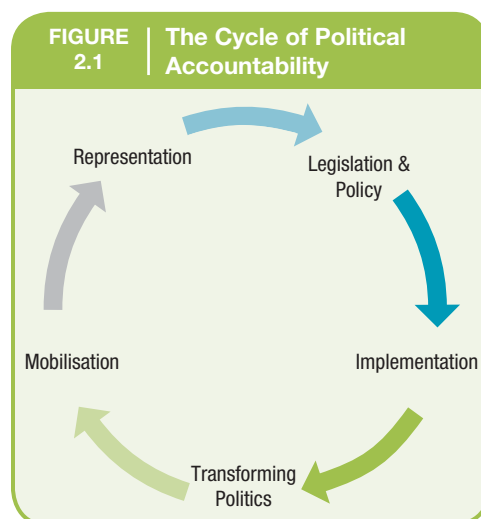 FIGURE
2.1
The Cycle of Political
Accountability
Representation
Legislation &
Policy
Mobilisation
Implementation
Transforming
Politics